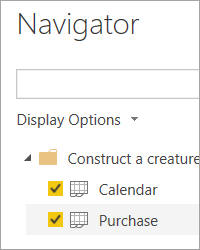 Navigator
Display Options
Construct a creature
Calendar
Purchase